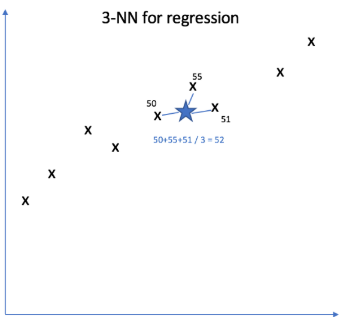 3-NN for regression
X
X
55
X
50
X
X
51
X
50+55+51 / 3 = 52
X
X
X